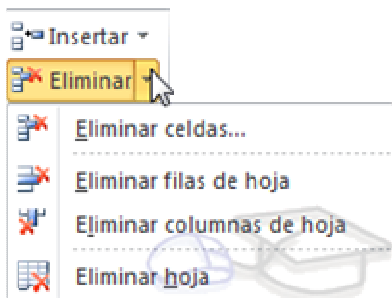 Insertar
Eliminar
Eliminar celdas...
Eliminar filas de hoja
Eliminar columnas de hoja
Eliminar hoja